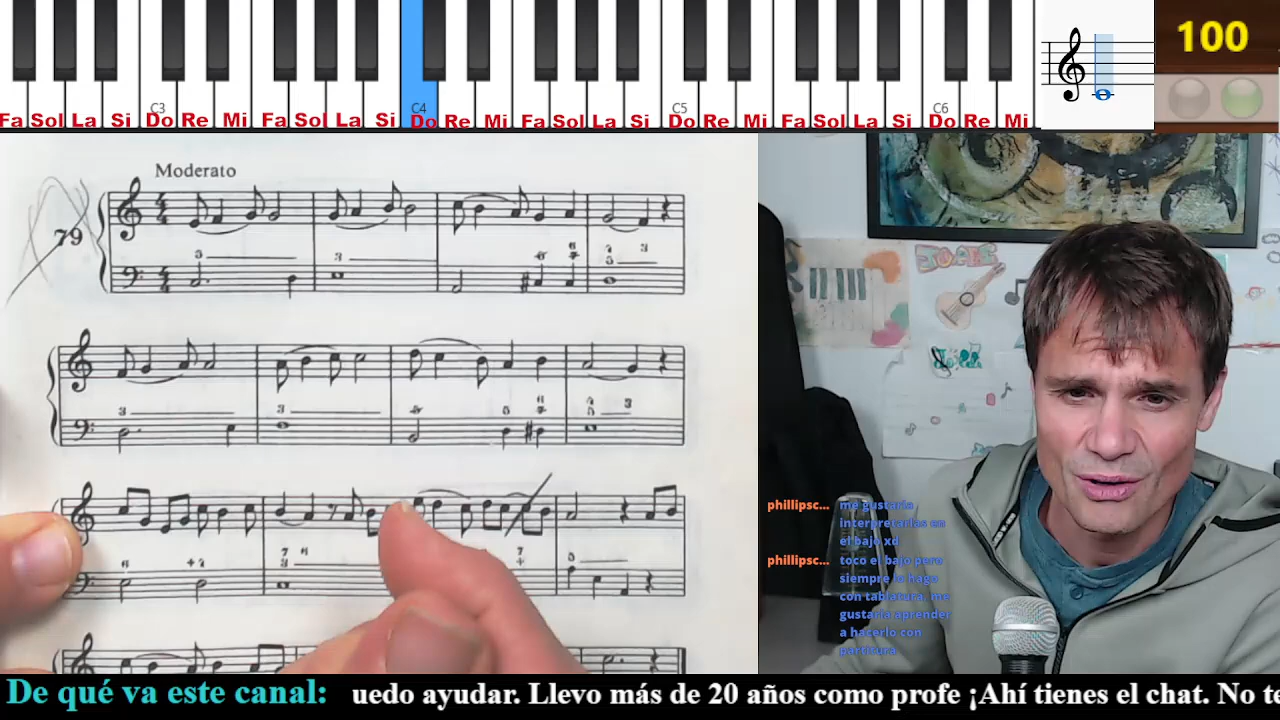 100
C3
C4
C5
C6
Fa Sol La Si Do Re Mi Fa Sol La Si Do Re Mi Fa Sol La Si Do Re Mi Fa Sol La Si Do Re Mi
Moderato
79
phillipsc... me gustaria
interpretarlas en
el bajo xd
phillipsc... toco el bajo pero
siempre lo hago
con tablatura, me
gustaria aprender
a hacerlo con
partitura
De qué va este canal: uedo ayudar. Llevo más de 20 años como profe ¡Ahí tienes el chat. No te